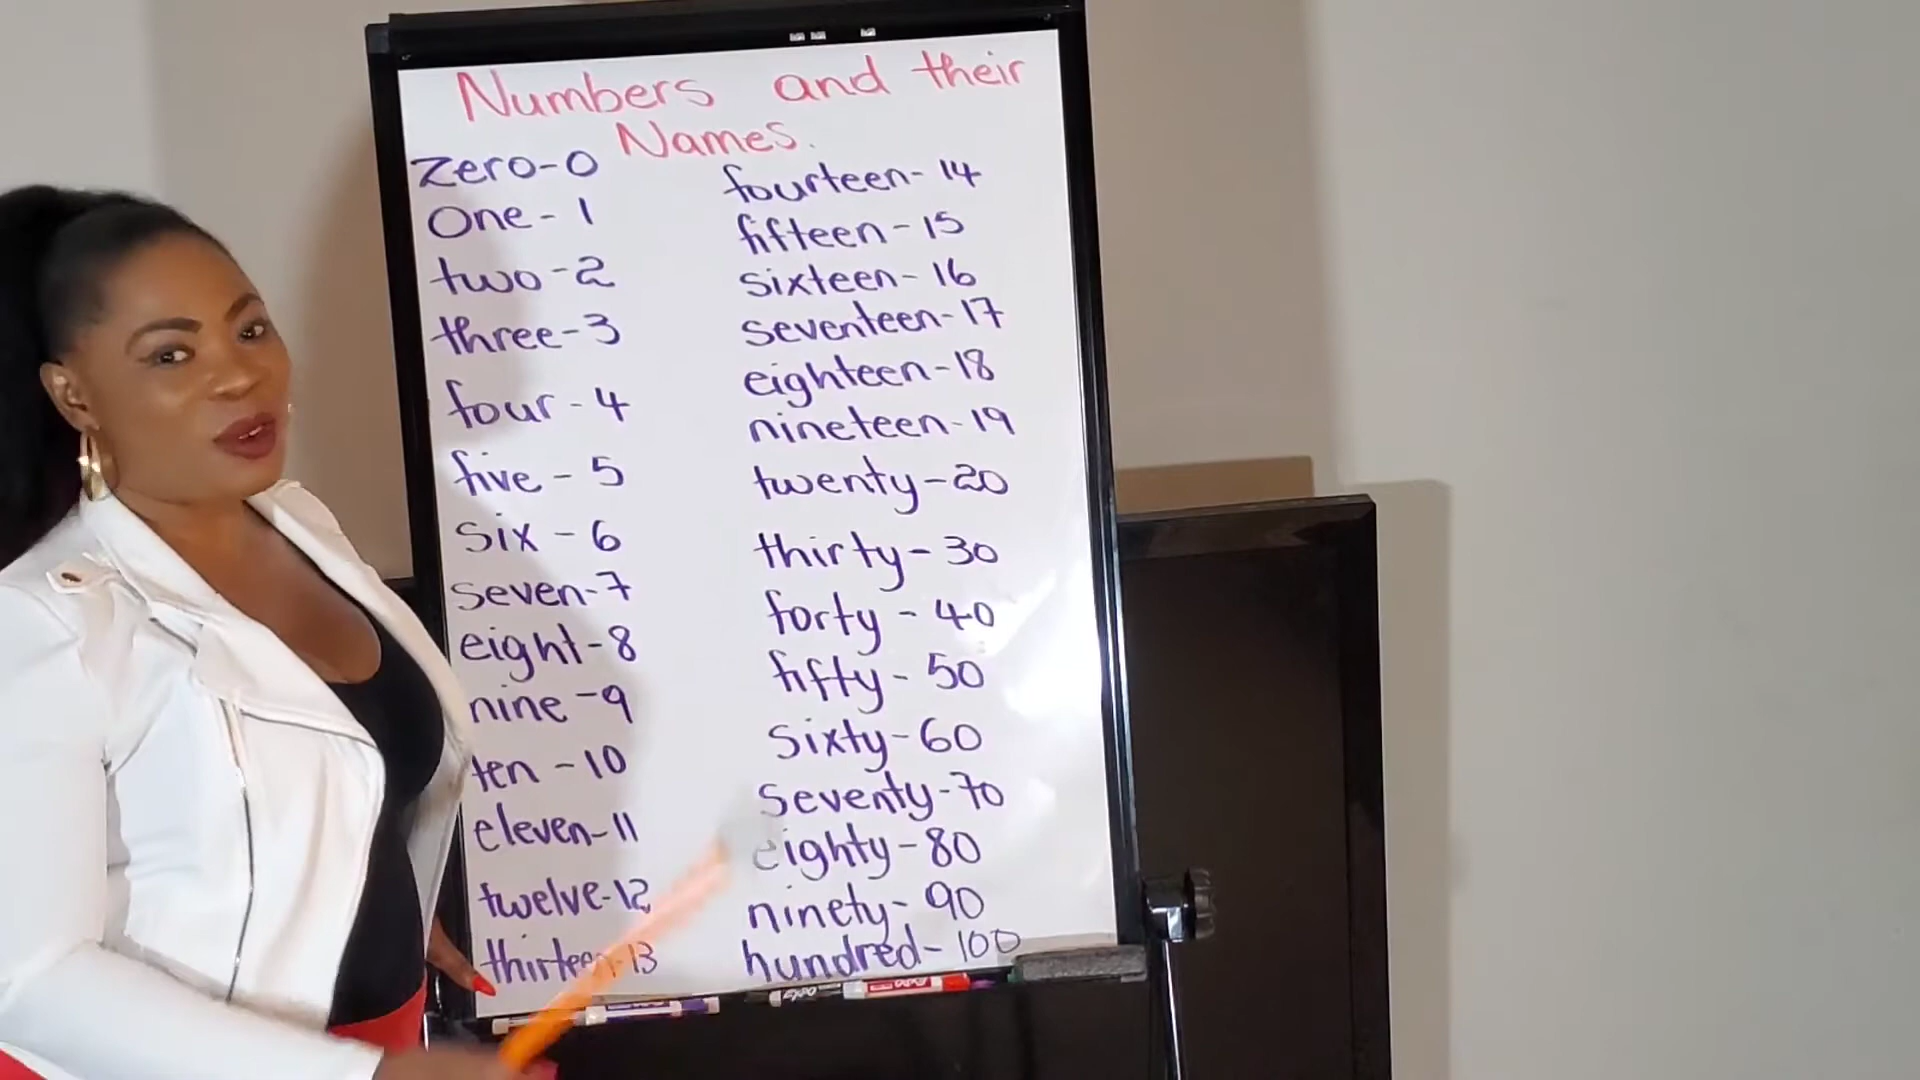 Numbers and their
Names.
zero-0
One-1
two-2
three-3
four-4
five-5
six-6
seven-7
eight-8
nine-9
ten-10
eleven-11
twelve-12
thirteen-13
fourteen-14
fifteen-15
sixteen-16
seventeen-17
eighteen-18
nineteen-19
twenty-20
thirty-30
forty-40
fifty-50
sixty-60
seventy-70
eighty-80
ninety-90
hundred-100
EXPO